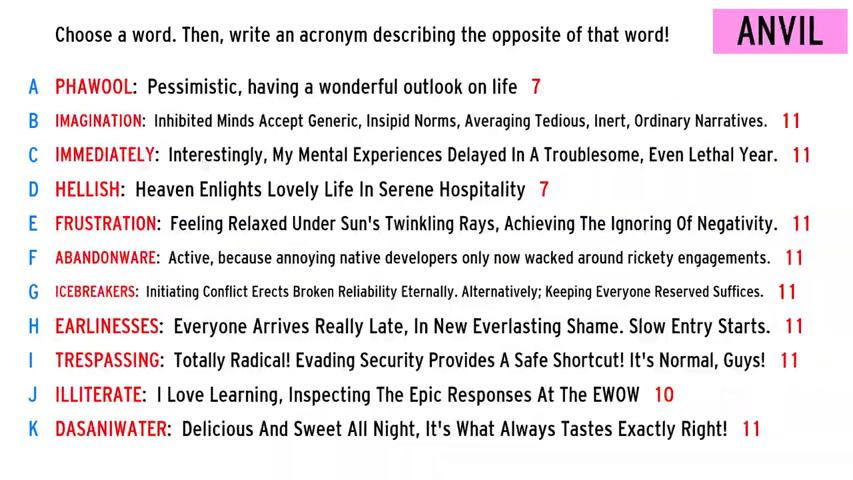 Choose a word. Then, write an acronym describing the opposite of that word!
ANVIL
A PHAWOOL: Pessimistic, having a wonderful outlook on life 7
B IMAGINATION: Inhibited Minds Accept Generic, Insipid Norms, Averaging Tedious, Inert, Ordinary Narratives. 11
C IMMEDIATELY: Interestingly, My Mental Experiences Delayed In A Troublesome, Even Lethal Year. 11
D HELLISH: Heaven Enlights Lovely Life In Serene Hospitality 7
E FRUSTRATION: Feeling Relaxed Under Sun's Twinkling Rays, Achieving The Ignoring Of Negativity. 11
F ABANDONWARE: Active, because annoying native developers only now wacked around rickety engagements. 11
G ICEBREAKERS: Initiating Conflict Erects Broken Reliability Eternally. Alternatively; Keeping Everyone Reserved Suffices. 11
H EARLINESSES: Everyone Arrives Really Late, In New Everlasting Shame. Slow Entry Starts. 11
I TRESPASSING: Totally Radical! Evading Security Provides A Safe Shortcut! It's Normal, Guys! 11
J ILLITERATE: I Love Learning, Inspecting The Epic Responses At The EWOW 10
K DASANIWATER: Delicious And Sweet All Night, It's What Always Tastes Exactly Right! 11